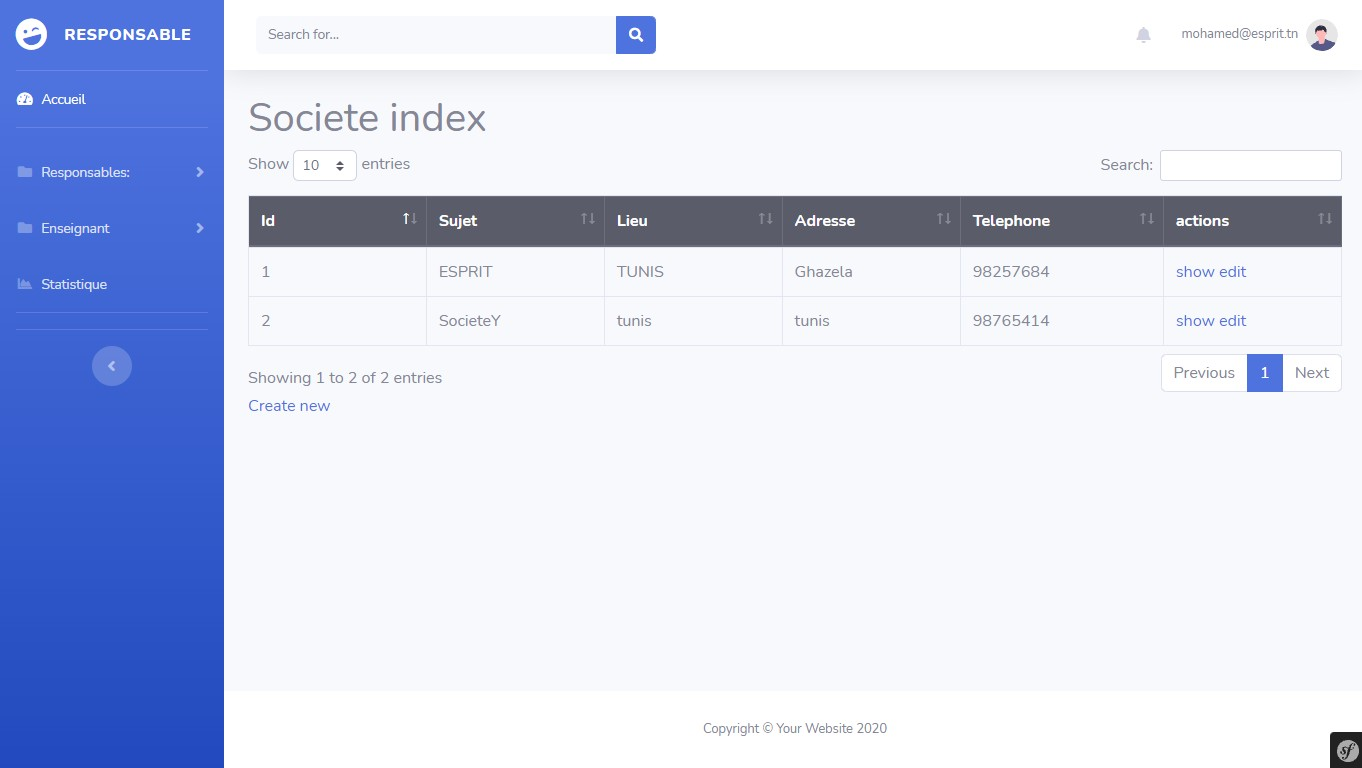 RESPONSABLE
Search for...
mohamed@esprit.tn
Accueil
Responsables:
Enseignant
Statistique
Societe index
Show 10 entries
Search:
Id Sujet Lieu Adresse Telephone actions
1 ESPRIT TUNIS Ghazela 98257684 show edit
2 SocieteY tunis tunis 98765414 show edit
Showing 1 to 2 of 2 entries
Previous 1 Next
Create new
Copyright © Your Website 2020
sf